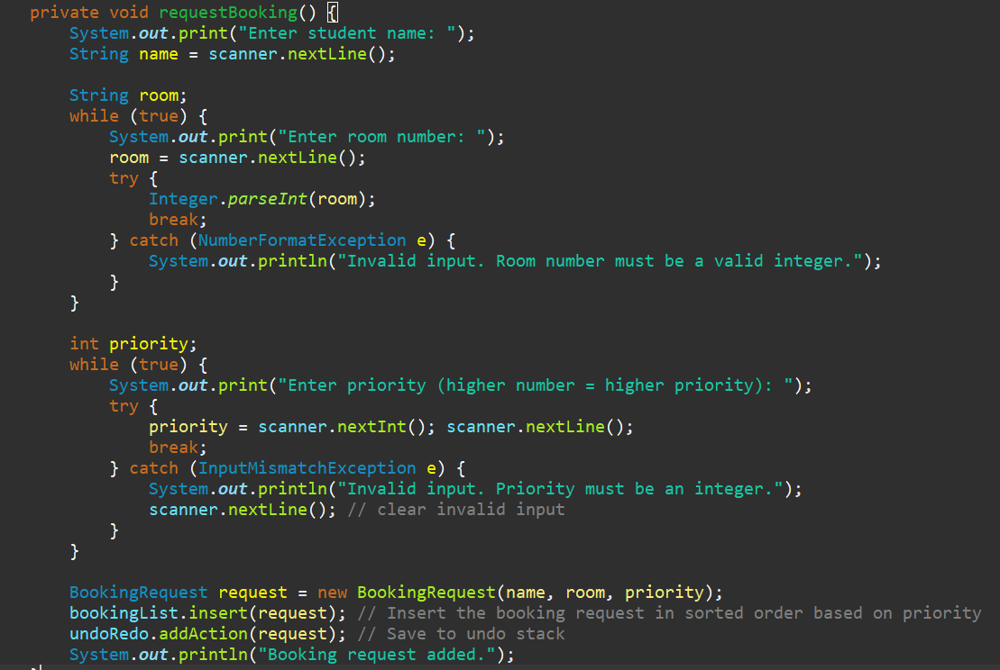 private void requestBooking() {
System.out.print("Enter student name: ");
String name = scanner.nextLine();
String room;
while (true) {
System.out.print("Enter room number: ");
room = scanner.nextLine();
try {
Integer.parseInt(room);
break;
} catch (NumberFormatException e) {
System.out.println("Invalid input. Room number must be a valid integer.");
}
}
int priority;
while (true) {
System.out.print("Enter priority (higher number = higher priority): ");
try {
priority = scanner.nextInt(); scanner.nextLine();
break;
} catch (InputMismatchException e) {
System.out.println("Invalid input. Priority must be an integer.");
scanner.nextLine(); // clear invalid input
}
}
BookingRequest request = new BookingRequest(name, room, priority);
bookingList.insert(request); // Insert the booking request in sorted order based on priority
undoRedo.addAction(request); // Save to undo stack
System.out.println("Booking request added.");